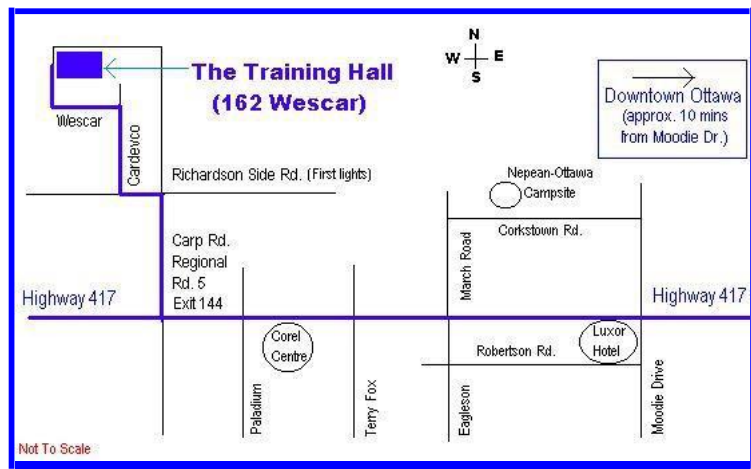 N
W E
S
The Training Hall
(162 Wescar)
Downtown Ottawa
(approx. 10 mins
from Moodie Dr.)
Wescar
Cardevco
Richardson Side Rd. (First lights)
Nepean-Ottawa
Campsite
Corkstown Rd.
March Road
Carp Rd.
Regional
Rd. 5
Exit 144
Highway 417
Highway 417
Corel
Centre
Luxor
Hotel
Robertson Rd.
Paladium
Terry Fox
Eagleson
Moodie Drive
Not To Scale